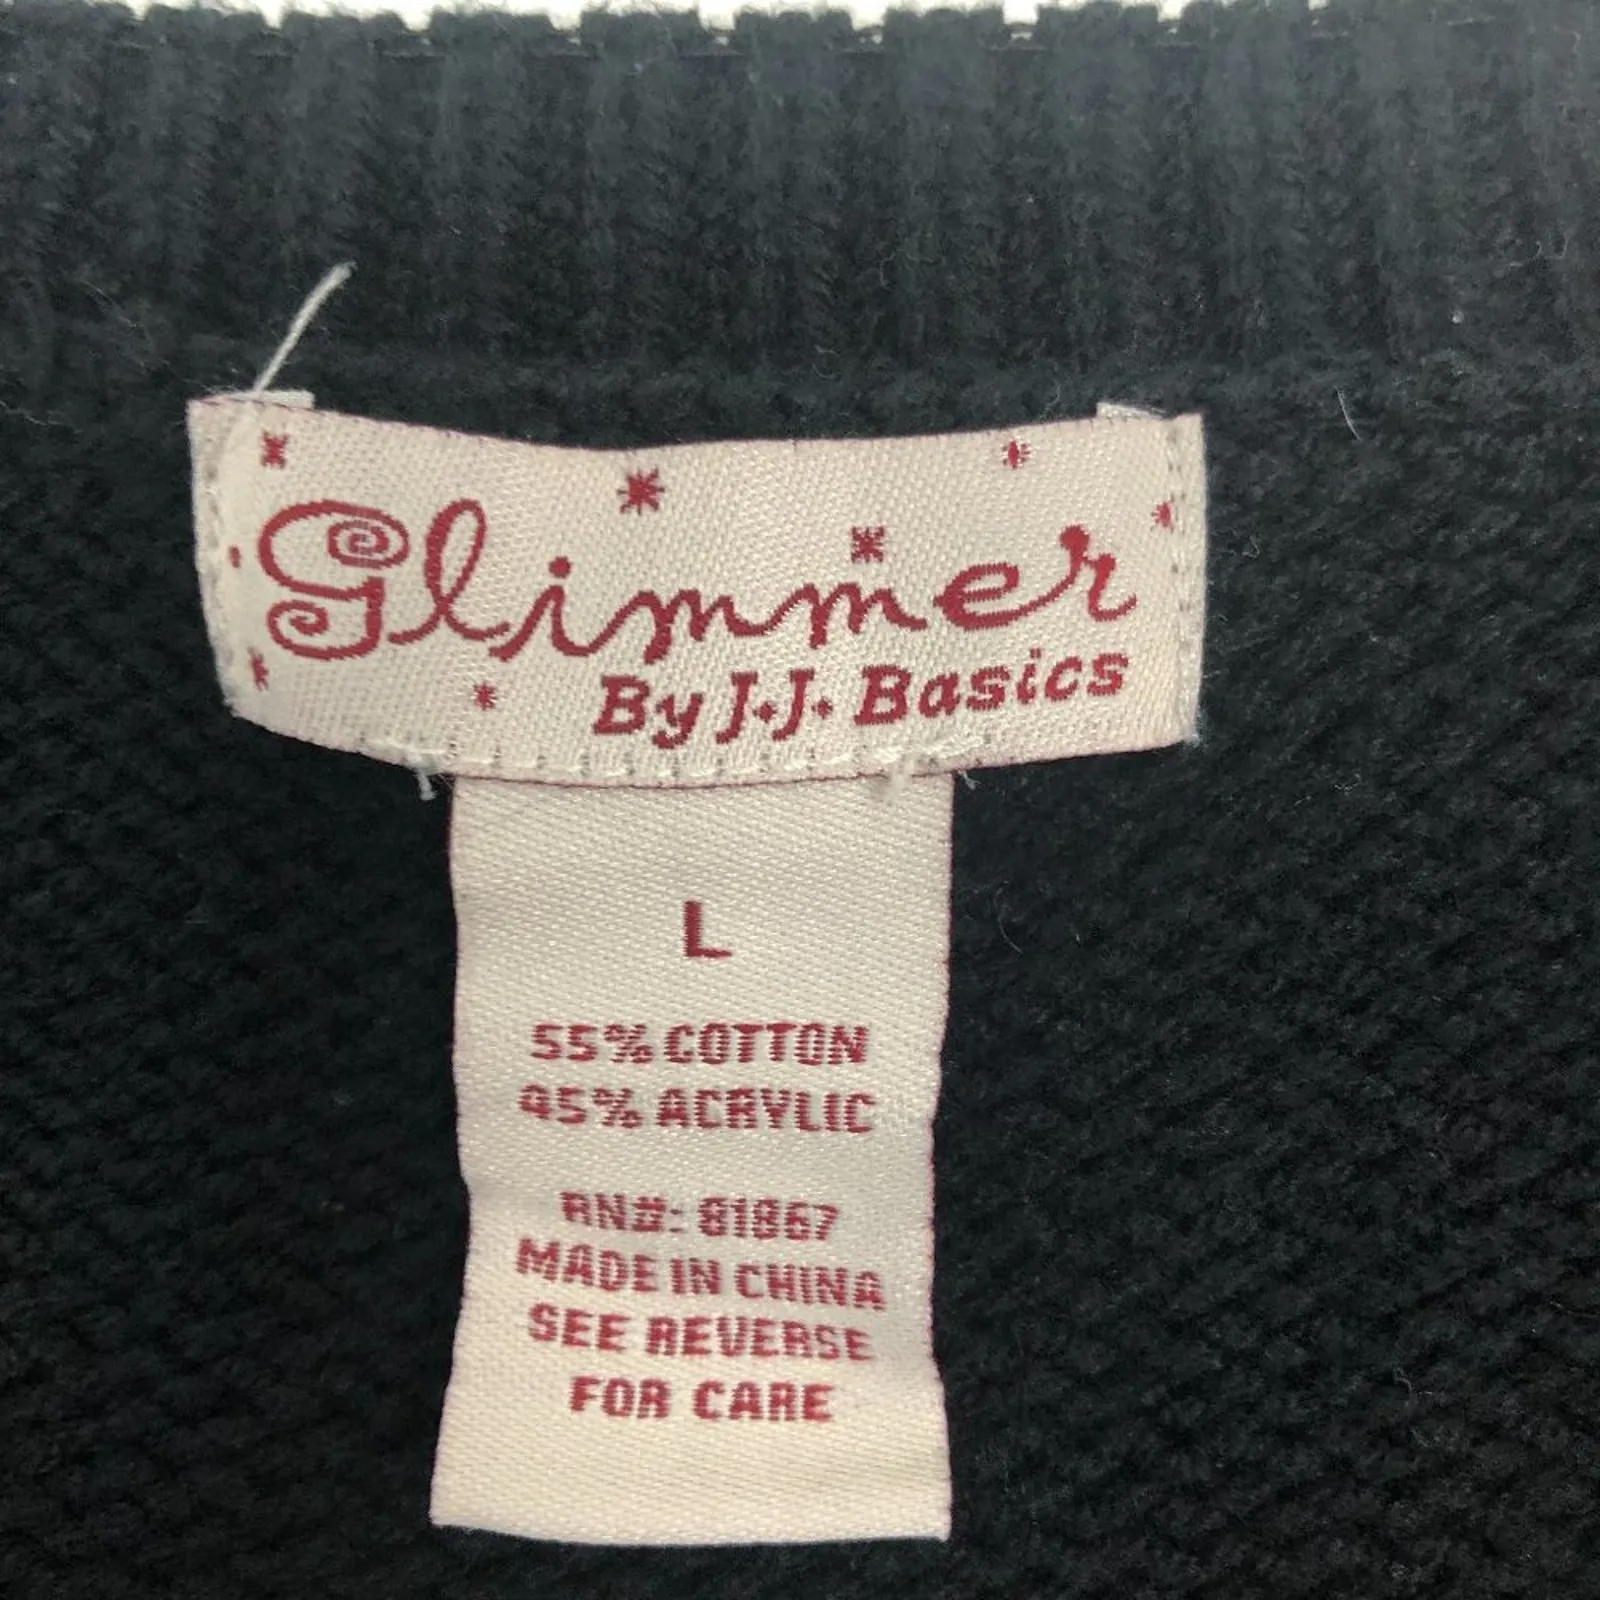 Glimmer
By J.J. Basics
L
55% COTTON
45% ACRYLIC
RN#: 81867
MADE IN CHINA
SEE REVERSE
FOR CARE